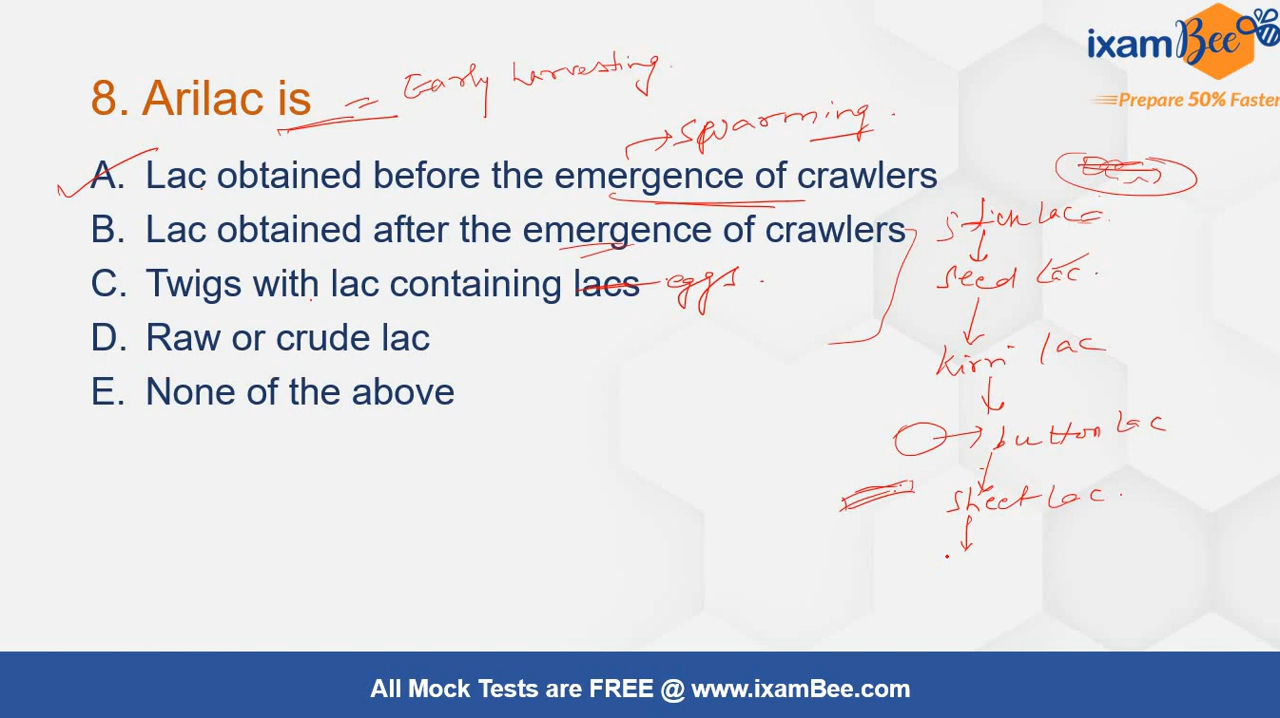 ixamBee
Prepare 50% Faster
8. Arilac is = Early harvesting.
→ swarming.
A. Lac obtained before the emergence of crawlers
B. Lac obtained after the emergence of crawlers
C. Twigs with lac containing lacs eggs.
D. Raw or crude lac
E. None of the above
Stick Lac
seed Lac.
kirri lac
button Lac
sheet Lac.
All Mock Tests are FREE @ www.ixamBee.com